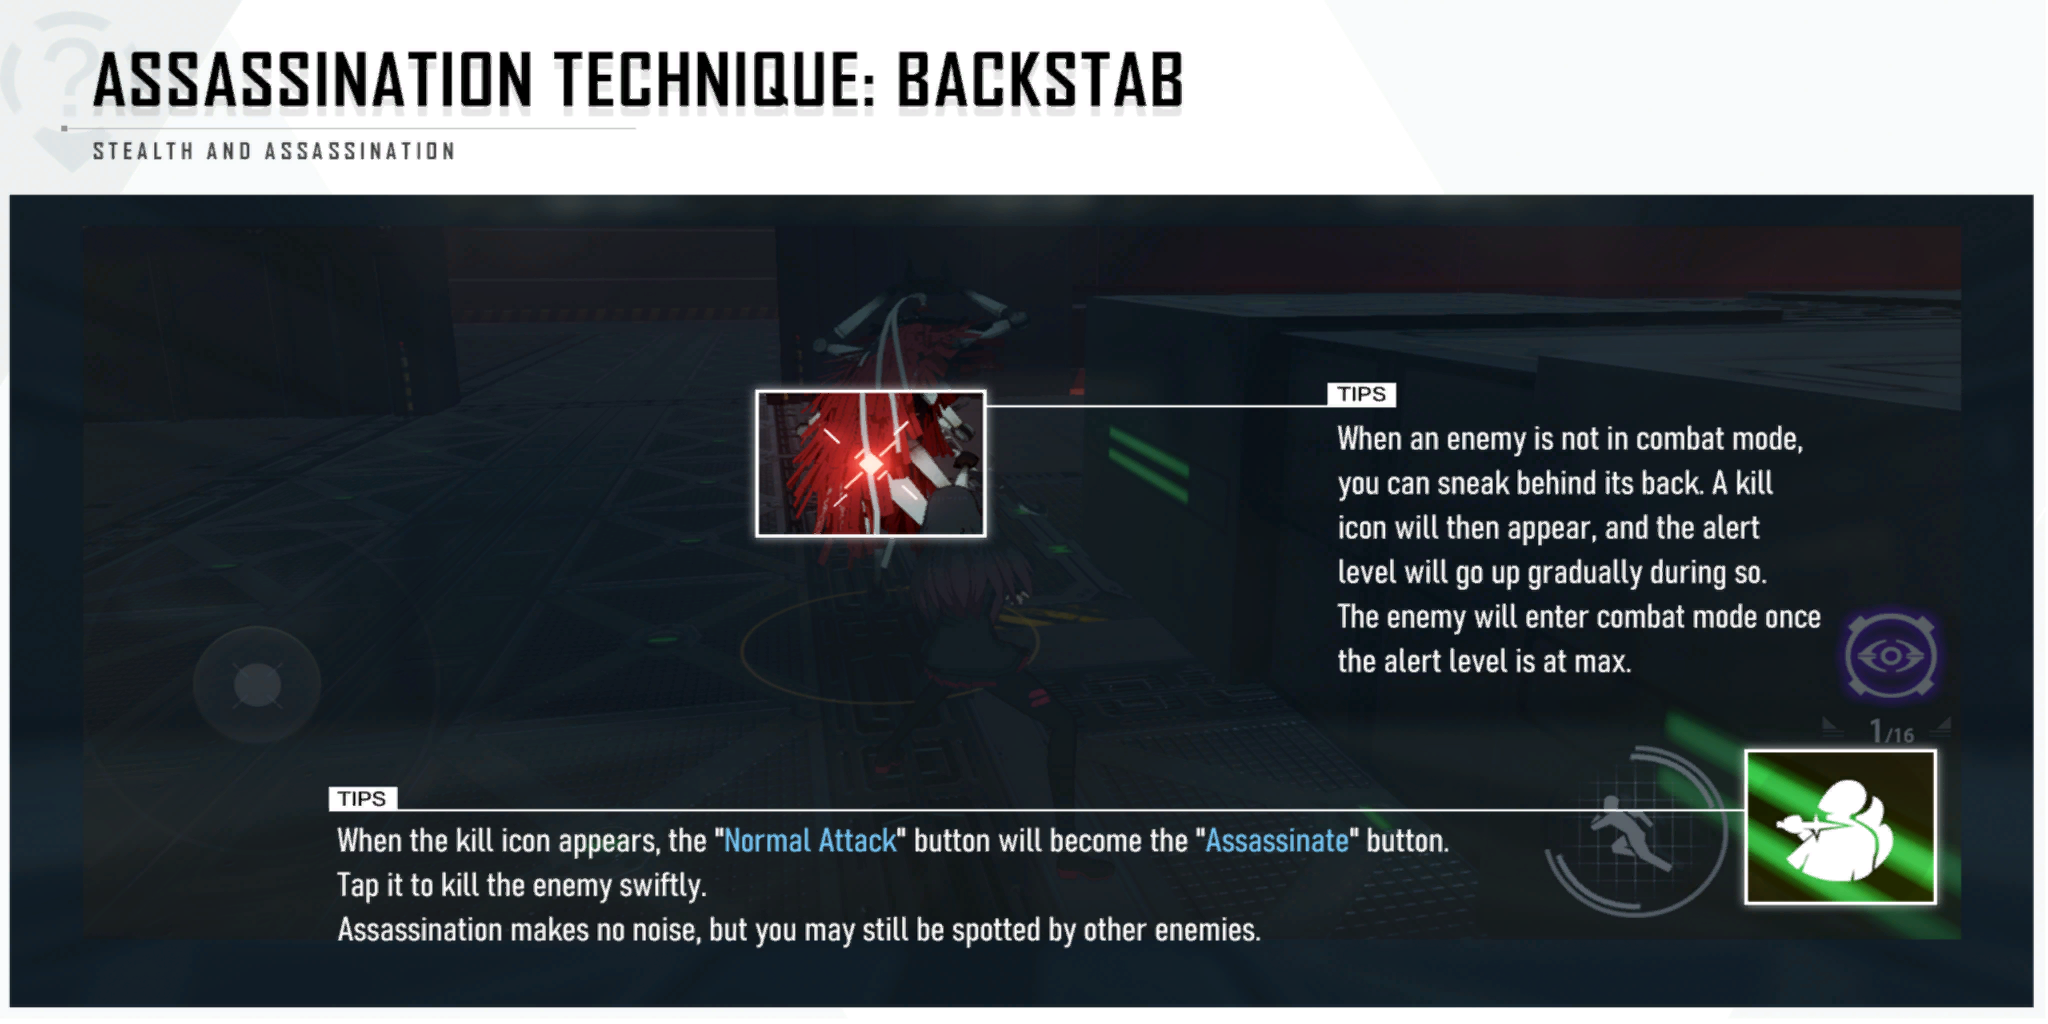 ASSASSINATION TECHNIQUE: BACKSTAB
STEALTH AND ASSASSINATION
TIPS
When an enemy is not in combat mode,
you can sneak behind its back. A kill
icon will then appear, and the alert
level will go up gradually during so.
The enemy will enter combat mode once
the alert level is at max.
1/16
TIPS
When the kill icon appears, the "Normal Attack" button will become the "Assassinate" button.
Tap it to kill the enemy swiftly.
Assassination makes no noise, but you may still be spotted by other enemies.